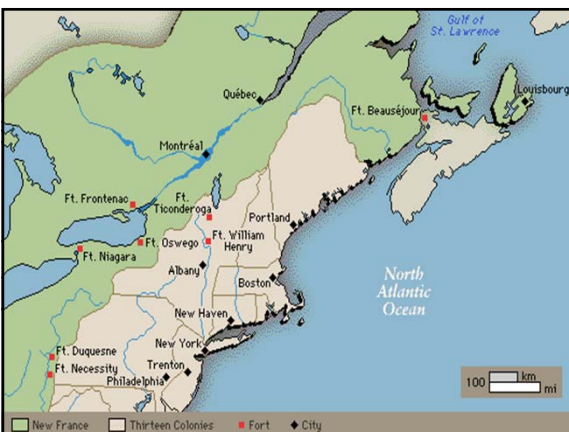 Gulf of
St. Lawrence
Louisbourg
Québec
Ft. Beauséjour
Montréal
Ft. Frontenac
Ft.
Ticonderoga
Portland
Ft. Oswego
Ft. William
Henry
Ft. Niagara
Albany
Boston
North
Atlantic
Ocean
New Haven
New York
Ft. Duquesne
Trenton
Ft. Necessity
Philadelphia
100 km
mi
New France
Thirteen Colonies
Fort
City